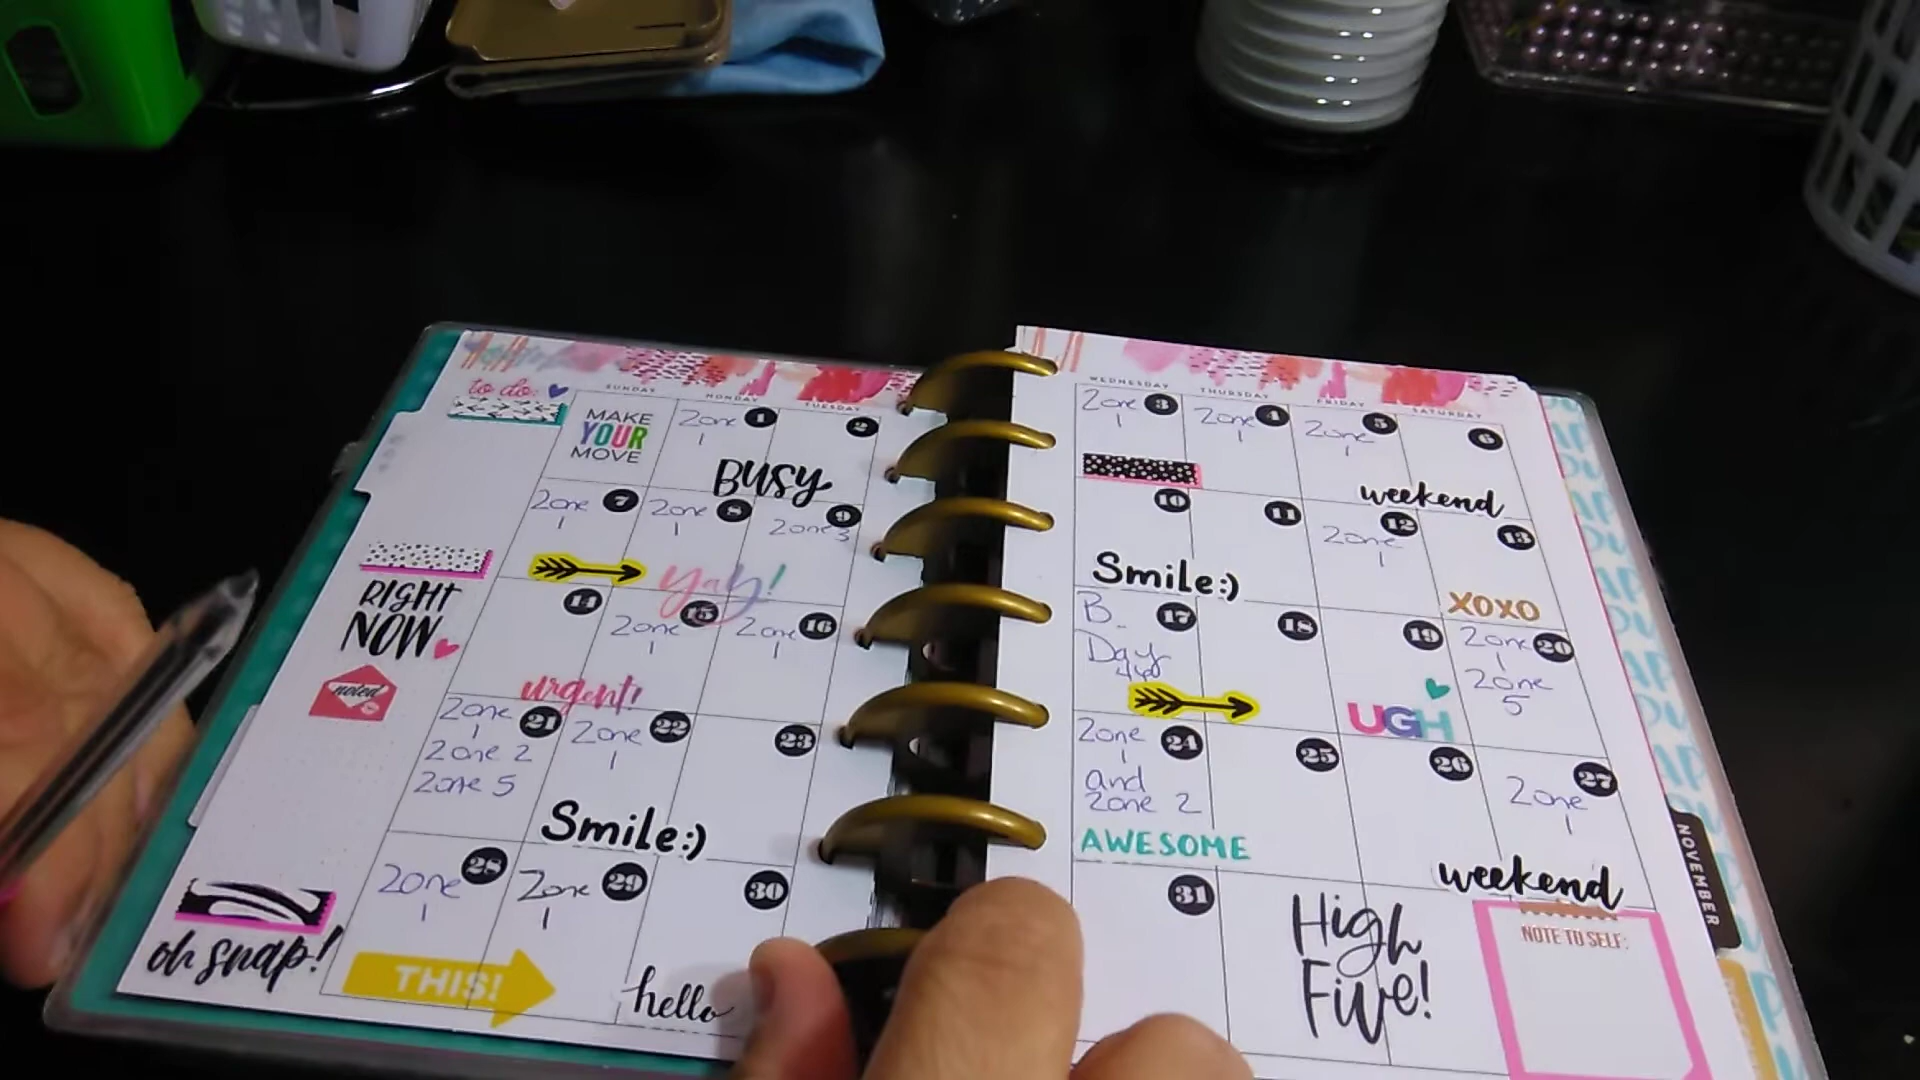 to do:
SUNDAY
MONDAY
TUESDAY
WEDNESDAY
THURSDAY
FRIDAY
SATURDAY
MAKE
YOUR
MOVE
Zone 1
1
2
BUSY
Zone 3
1
Zone 4
1
Zone 5
1
6
weekend
Zone 7
1
Zone 8
1
9
Zone 3
yay!
10
Smile:)
11
12
Zone
1
13
XOXO
RIGHT
NOW
noted
14
urgent!
15
Zone
1
Zone 16
1
B. 17
Day
18
19
UGH
Zone 20
1
Zone
5
Zone 21
1
Zone 2
Zone 5
Zone 22
1
Smile:)
23
Zone 24
1
and
Zone 2
AWESOME
25
26
27
Zone
1
weekend
oh snap!
Zone 28
1
THIS!
Zone 29
1
30
hello
31
High
Five!
NOTE TO SELF:
NOVEMBER